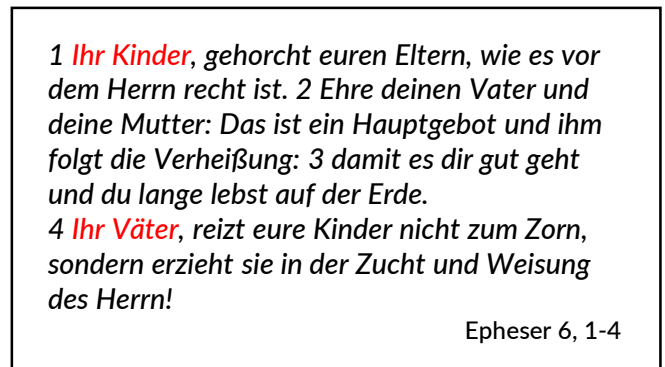 1 Ihr Kinder, gehorcht euren Eltern, wie es vor
dem Herrn recht ist. 2 Ehre deinen Vater und
deine Mutter: Das ist ein Hauptgebot und ihm
folgt die Verheißung: 3 damit es dir gut geht
und du lange lebst auf der Erde.
4 Ihr Väter, reizt eure Kinder nicht zum Zorn,
sondern erzieht sie in der Zucht und Weisung
des Herrn!
Epheser 6, 1-4